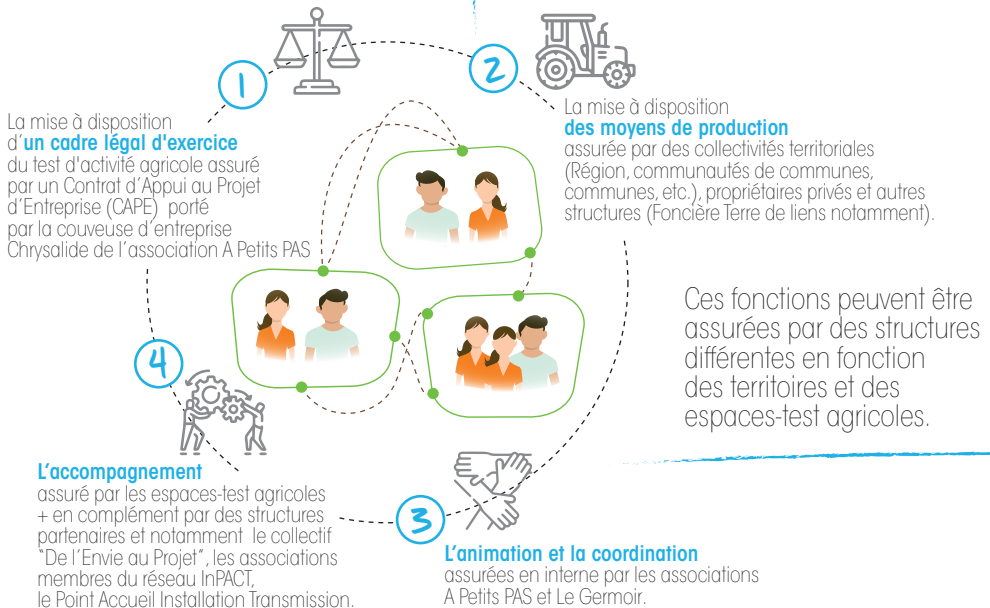 1
La mise à disposition
d'un cadre légal d'exercice
du test d'activité agricole assuré
par un Contrat d'Appui au Projet
d'Entreprise (CAPE) porté
par la couveuse d'entreprise
Chrysalide de l'association A Petits PAS
2
La mise à disposition
des moyens de production
assurée par des collectivités territoriales
(Région, communautés de communes,
communes, etc.), propriétaires privés et autres
structures (Foncière Terre de liens notamment).
Ces fonctions peuvent être
assurées par des structures
différentes en fonction
des territoires et des
espaces-test agricoles.
3
L'animation et la coordination
assurées en interne par les associations
A Petits PAS et Le Germoir.
4
L'accompagnement
assuré par les espaces-test agricoles
+ en complément par des structures
partenaires et notamment le collectif
"De l'Envie au Projet", les associations
membres du réseau InPACT,
le Point Accueil Installation Transmission.